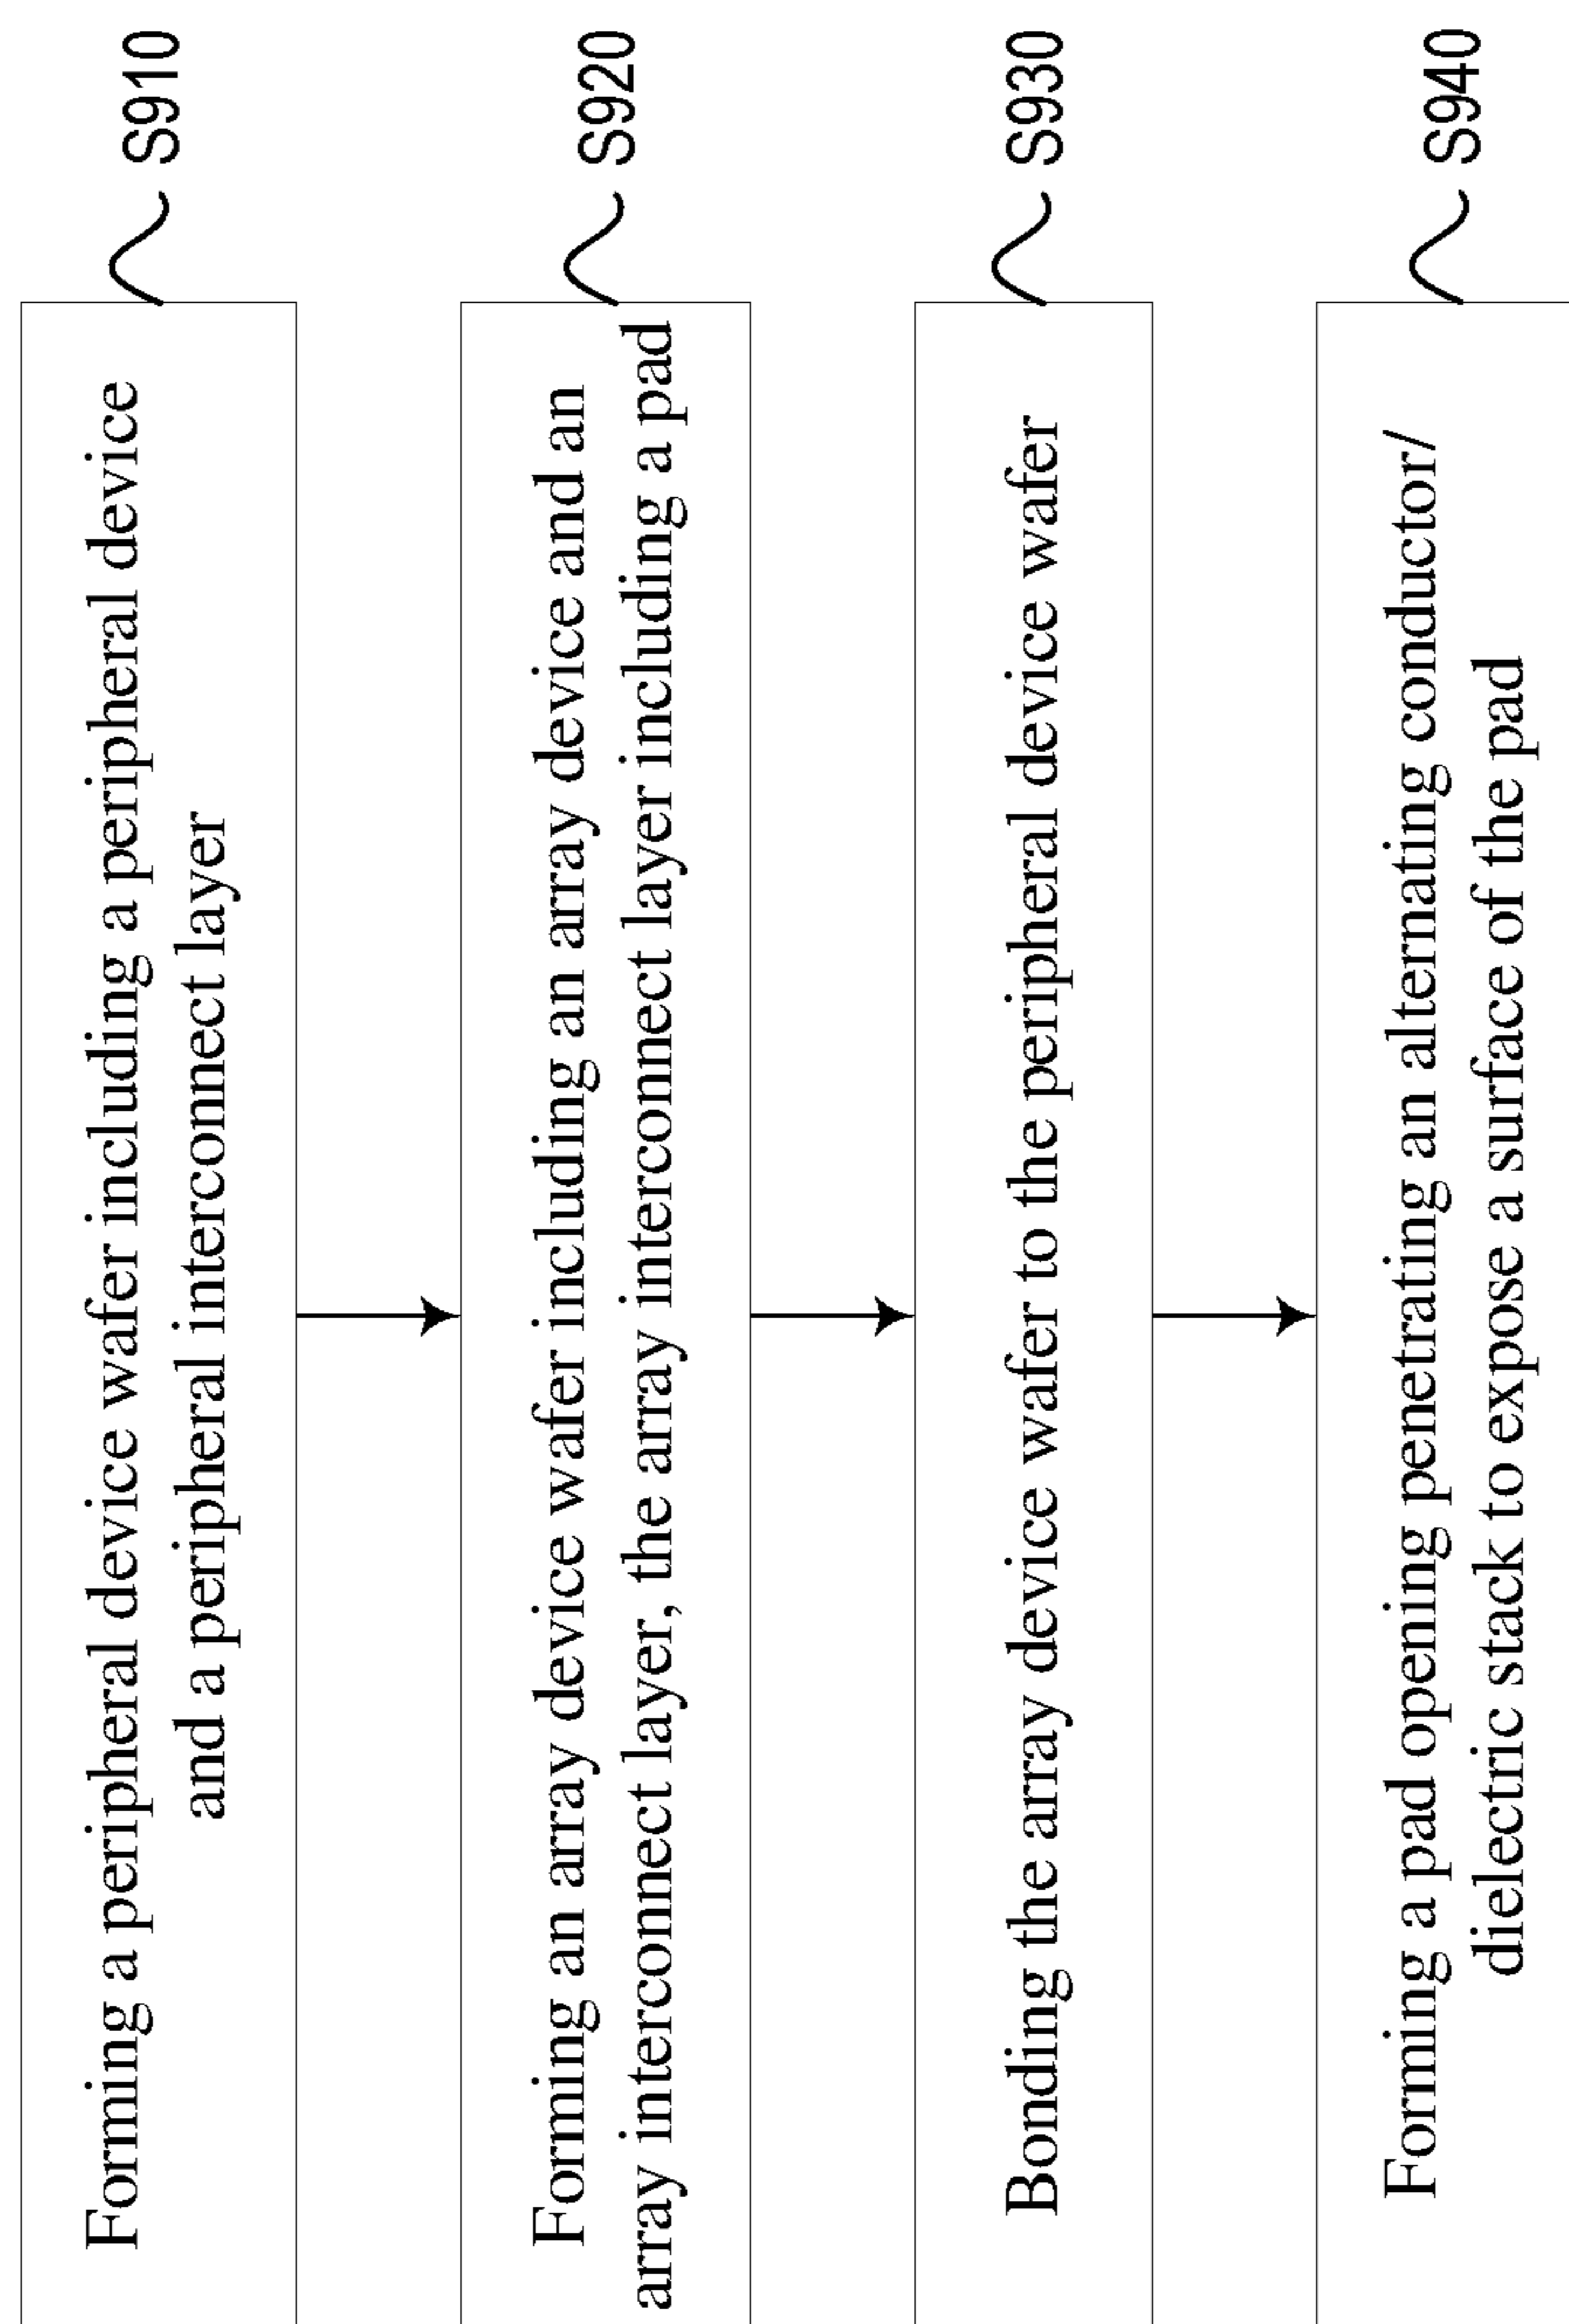 Forming a peripheral device wafer including a peripheral device
and a peripheral interconnect layer
S910
Forming an array device wafer including an array device and an
array interconnect layer, the array interconnect layer including a pad
S920
Bonding the array device wafer to the peripheral device wafer
S930
Forming a pad opening penetrating an alternating conductor/
dielectric stack to expose a surface of the pad
S940